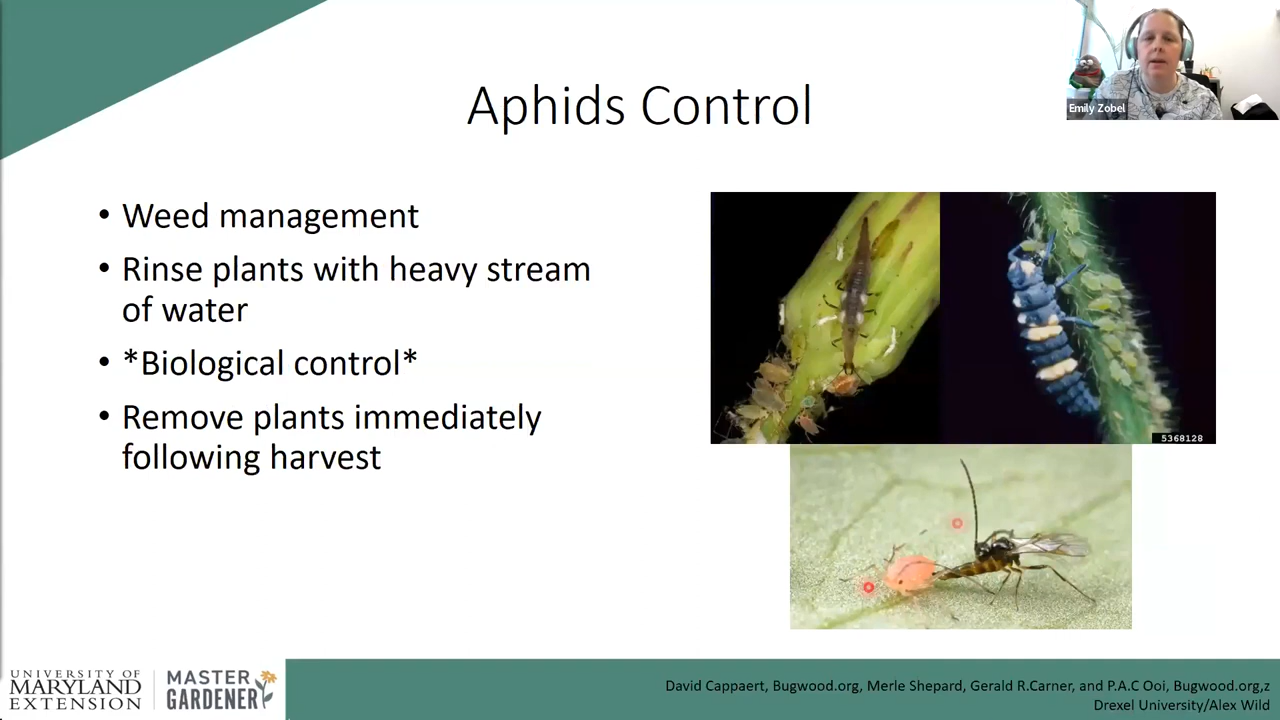 Emily Zobel
Aphids Control
• Weed management
• Rinse plants with heavy stream
of water
• *Biological control*
• Remove plants immediately
following harvest
5368128
UNIVERSITY OF
MARYLAND
EXTENSION
MASTER
GARDENER
David Cappaert, Bugwood.org, Merle Shepard, Gerald R.Carner, and P.A.C Ooi, Bugwood.org,z
Drexel University/Alex Wild